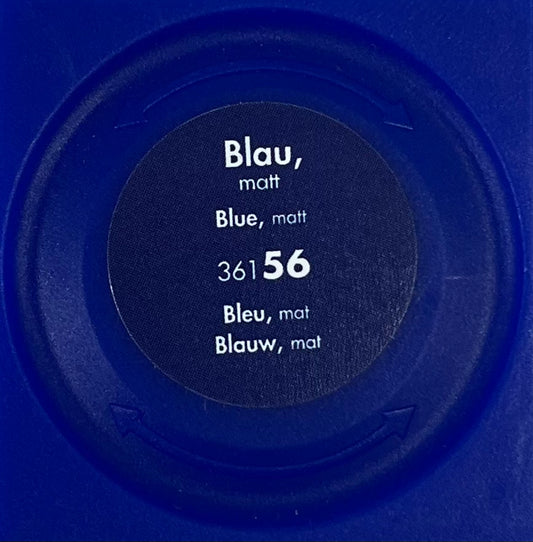 Blau,
matt
Blue, matt
36156
Bleu, mat
Blauw, mat